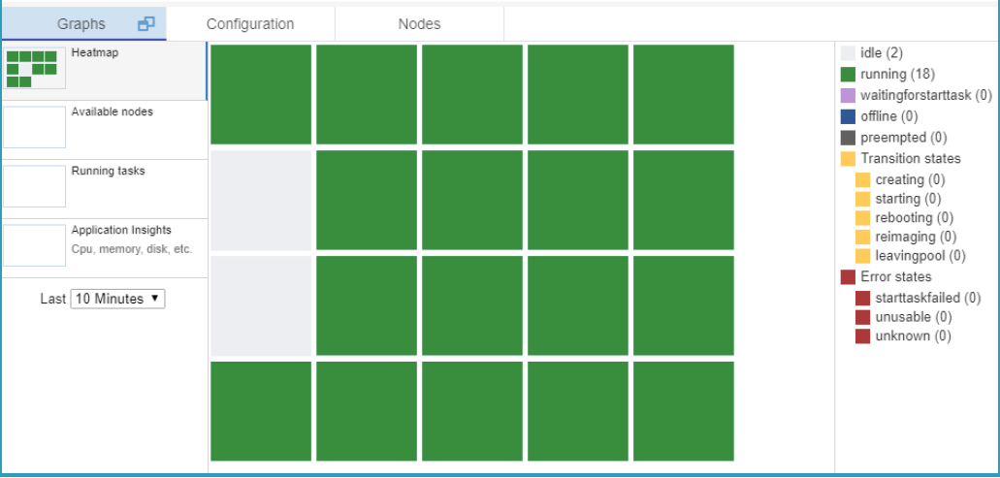 Graphs
Configuration
Nodes
Heatmap
Available nodes
Running tasks
Application Insights
Cpu, memory, disk, etc.
Last 10 Minutes ▼
idle (2)
running (18)
waitingforstarttask (0)
offline (0)
preempted (0)
Transition states
creating (0)
starting (0)
rebooting (0)
reimaging (0)
leavingpool (0)
Error states
starttaskfailed (0)
unusable (0)
unknown (0)